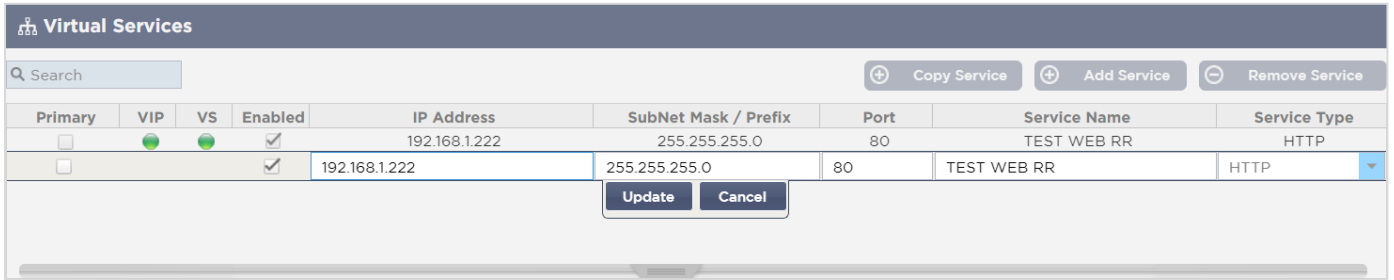 Virtual Services
Search Copy Service Add Service Remove Service
Primary VIP VS Enabled IP Address SubNet Mask / Prefix Port Service Name Service Type
192.168.1.222 255.255.255.0 80 TEST WEB RR HTTP
192.168.1.222 255.255.255.0 80 TEST WEB RR HTTP
Update Cancel